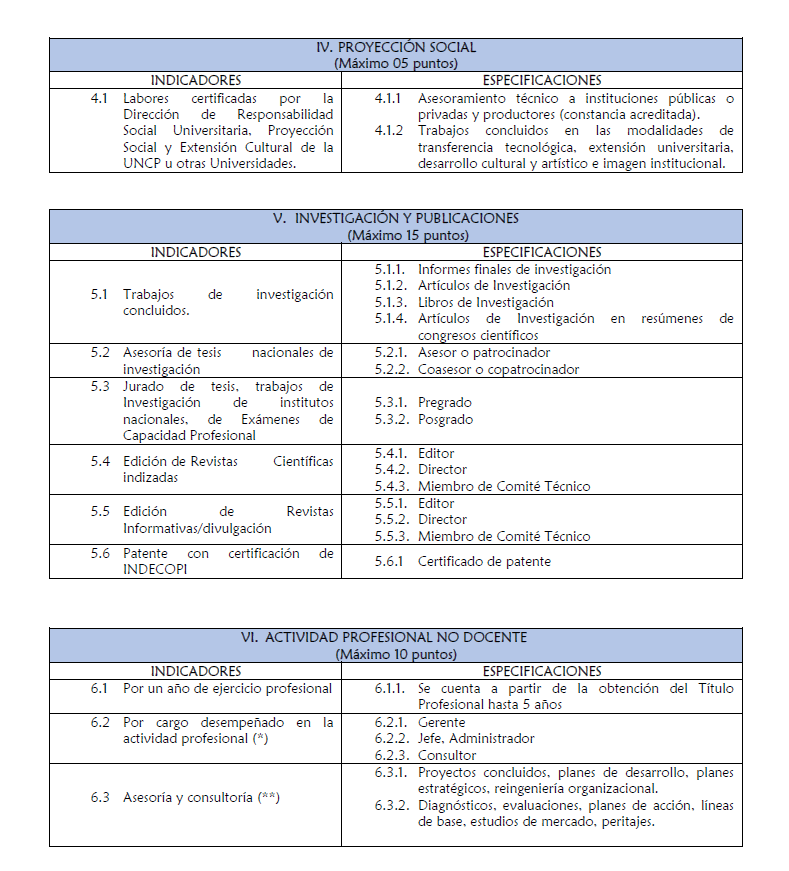 IV. PROYECCIÓN SOCIAL
(Máximo 05 puntos)
INDICADORES
ESPECIFICACIONES
4.1 Labores certificadas por la
Dirección de Responsabilidad
Social Universitaria, Proyección
Social y Extensión Cultural de la
UNCP u otras Universidades.
4.1.1 Asesoramiento técnico a instituciones públicas o
privadas y productores (constancia acreditada).
4.1.2 Trabajos concluidos en las modalidades de
transferencia tecnológica, extensión universitaria,
desarrollo cultural y artístico e imagen institucional.
V. INVESTIGACIÓN Y PUBLICACIONES
(Máximo 15 puntos)
INDICADORES
ESPECIFICACIONES
5.1 Trabajos de investigación
concluidos.
5.1.1. Informes finales de investigación
5.1.2. Artículos de Investigación
5.1.3. Libros de Investigación
5.1.4. Artículos de Investigación en resúmenes de
congresos científicos
5.2 Asesoría de tesis nacionales de
investigación
5.2.1. Asesor o patrocinador
5.2.2. Coasesor o copatrocinador
5.3 Jurado de tesis, trabajos de
Investigación de institutos
nacionales, de Exámenes de
Capacidad Profesional
5.3.1. Pregrado
5.3.2. Posgrado
5.4 Edición de Revistas Científicas
indizadas
5.4.1. Editor
5.4.2. Director
5.4.3. Miembro de Comité Técnico
5.5 Edición de Revistas
Informativas/divulgación
5.5.1. Editor
5.5.2. Director
5.5.3. Miembro de Comité Técnico
5.6 Patente con certificación de
INDECOPI
5.6.1 Certificado de patente
VI. ACTIVIDAD PROFESIONAL NO DOCENTE
(Máximo 10 puntos)
INDICADORES
ESPECIFICACIONES
6.1 Por un año de ejercicio profesional
6.1.1. Se cuenta a partir de la obtención del Título
Profesional hasta 5 años
6.2 Por cargo desempeñado en la
actividad profesional (*)
6.2.1. Gerente
6.2.2. Jefe, Administrador
6.2.3. Consultor
6.3 Asesoría y consultoría (**)
6.3.1. Proyectos concluidos, planes de desarrollo, planes
estratégicos, reingeniería organizacional.
6.3.2. Diagnósticos, evaluaciones, planes de acción, líneas
de base, estudios de mercado, peritajes.